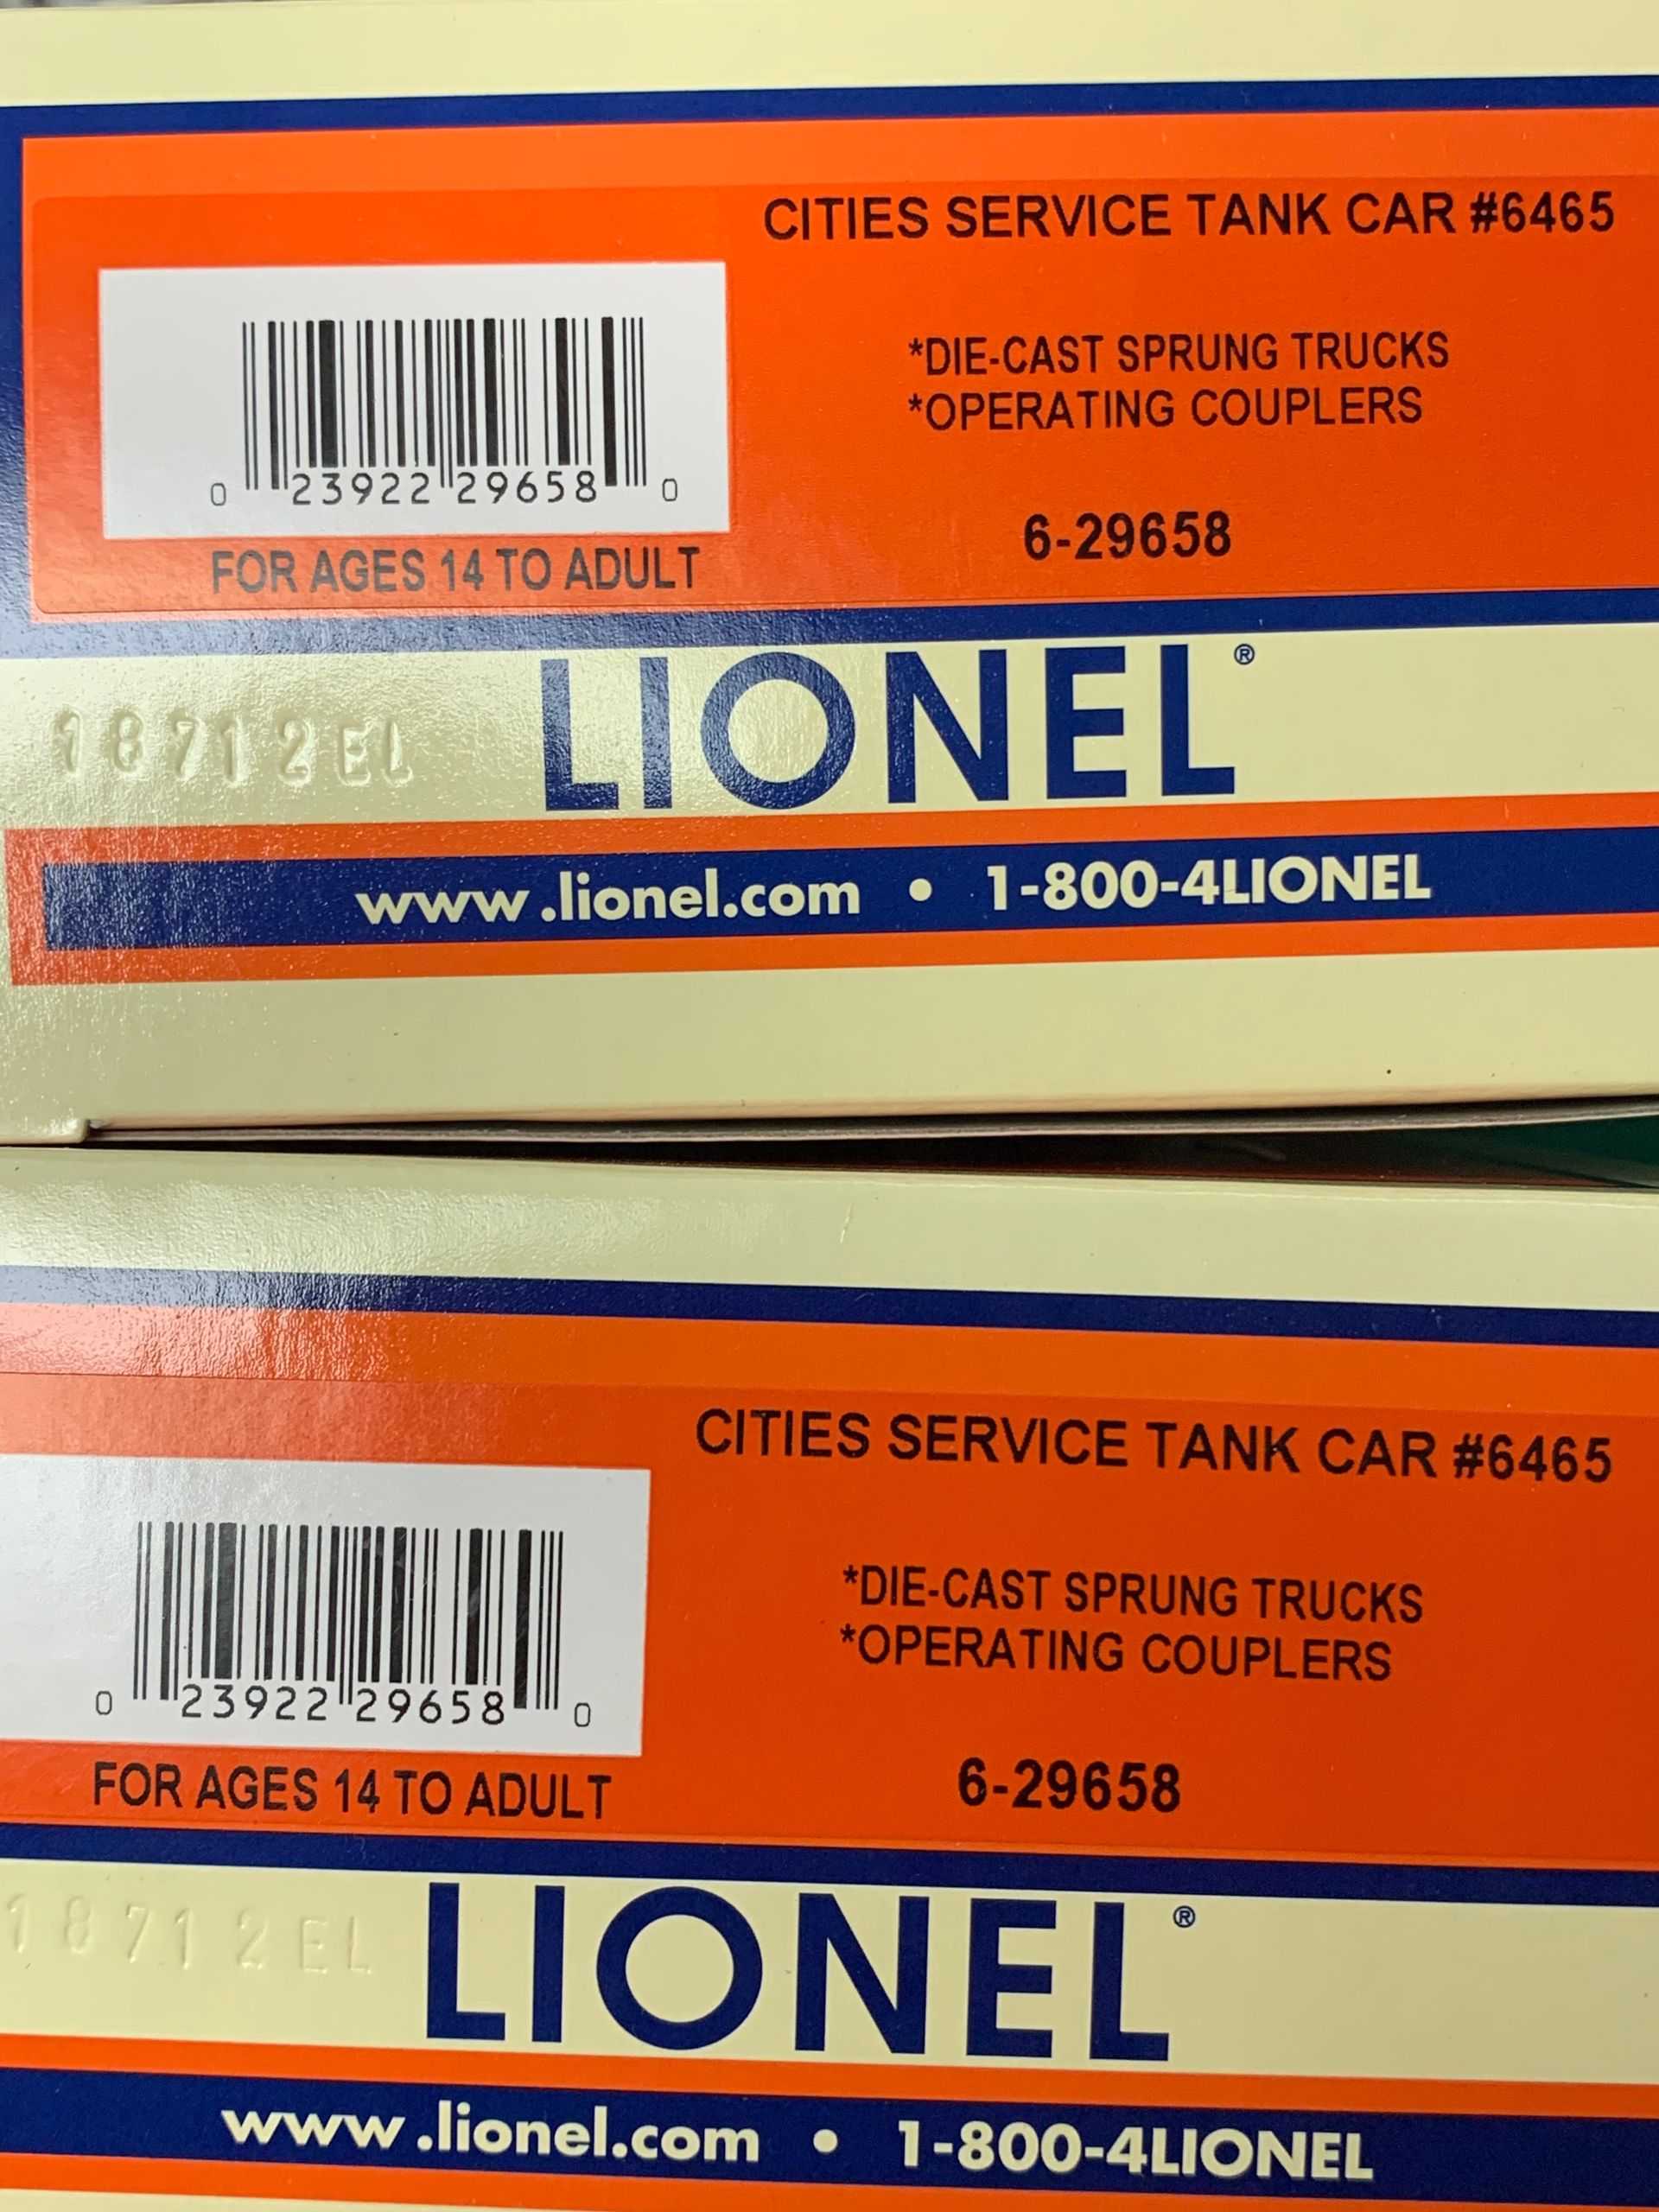 CITIES SERVICE TANK CAR #6465
*DIE-CAST SPRUNG TRUCKS
*OPERATING COUPLERS
0 23922 29658 0
6-29658
FOR AGES 14 TO ADULT
LIONEL®
18712EL
www.lionel.com • 1-800-4LIONEL
CITIES SERVICE TANK CAR #6465
*DIE-CAST SPRUNG TRUCKS
*OPERATING COUPLERS
0 23922 29658 0
6-29658
FOR AGES 14 TO ADULT
LIONEL®
18712EL
www.lionel.com • 1-800-4LIONEL